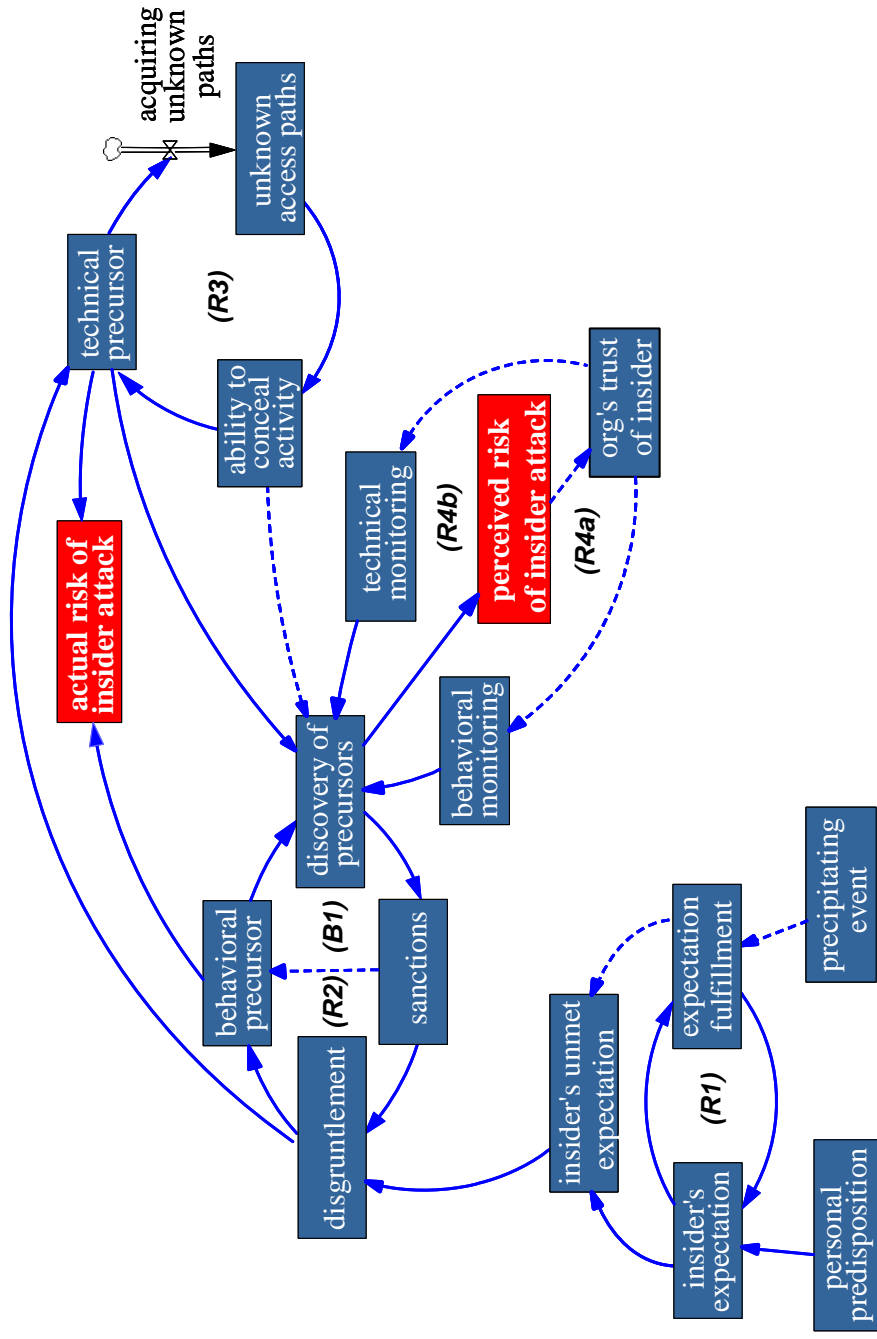 actual risk of
insider attack
technical
precursor
acquiring
unknown
paths
behavioral
precursor
(R3)
ability to
conceal
activity
unknown
access paths
disgruntlement
(R2)
(B1)
discovery of
precursors
sanctions
technical
monitoring
behavioral
monitoring
(R4b)
perceived risk
of insider attack
(R4a)
org's trust
of insider
insider's unmet
expectation
insider's
expectation
(R1)
expectation
fulfillment
personal
predisposition
precipitating
event